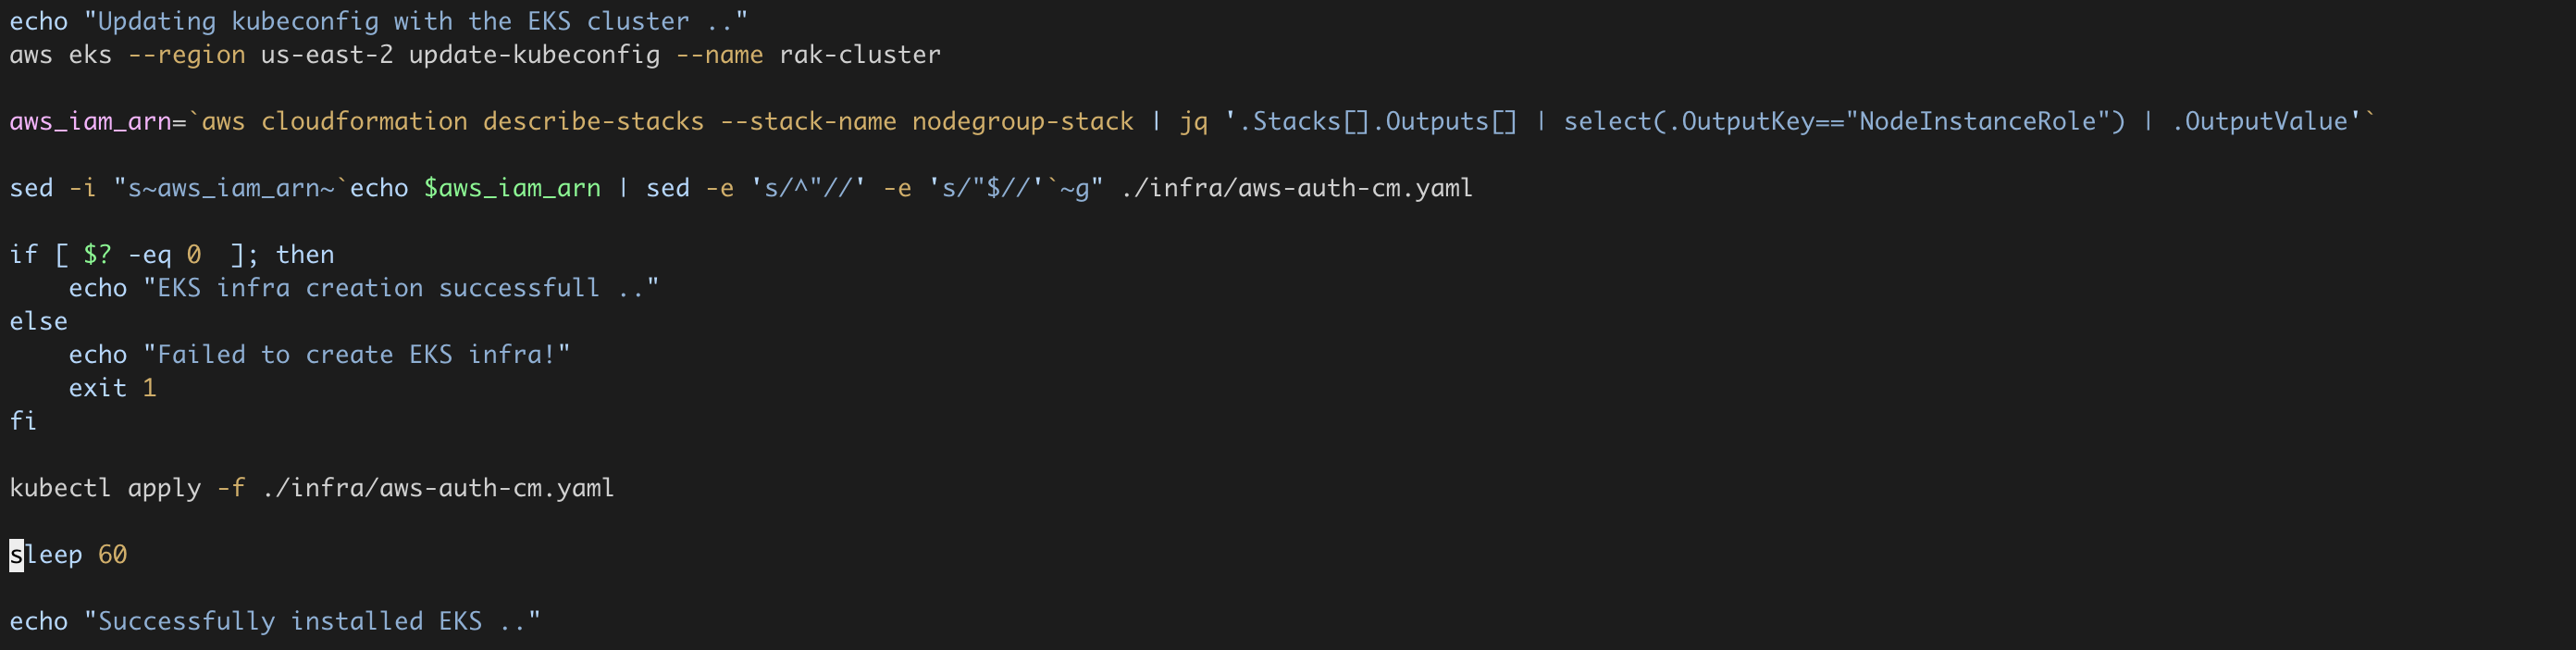 echo "Updating kubeconfig with the EKS cluster .."
aws eks --region us-east-2 update-kubeconfig --name rak-cluster
aws_iam_arn=`aws cloudformation describe-stacks --stack-name nodegroup-stack | jq '.Stacks[].Outputs[] | select(.OutputKey=="NodeInstanceRole") | .OutputValue'`
sed -i "s~aws_iam_arn~`echo $aws_iam_arn | sed -e 's/^"//' -e 's/"$//'`~g" ./infra/aws-auth-cm.yaml
if [ $? -eq 0  ]; then
    echo "EKS infra creation successfull .."
else
    echo "Failed to create EKS infra!"
    exit 1
fi
kubectl apply -f ./infra/aws-auth-cm.yaml
sleep 60
echo "Successfully installed EKS .."